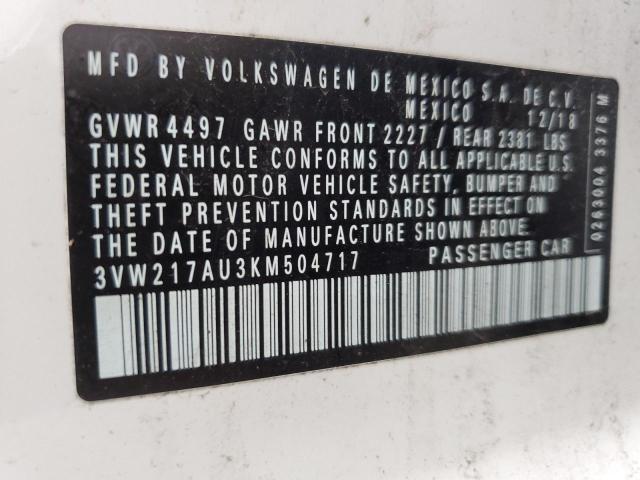 MFD BY VOLKSWAGEN DE MEXICO S.A. DE C.V.
MEXICO 12/18
GVWR 4497 GAWR FRONT 2227 / REAR 2381 LBS
THIS VEHICLE CONFORMS TO ALL APPLICABLE U.S.
FEDERAL MOTOR VEHICLE SAFETY, BUMPER AND
THEFT PREVENTION STANDARDS IN EFFECT ON
THE DATE OF MANUFACTURE SHOWN ABOVE.
3VW217AU3KM504717 PASSENGER CAR
0263004 3376 M